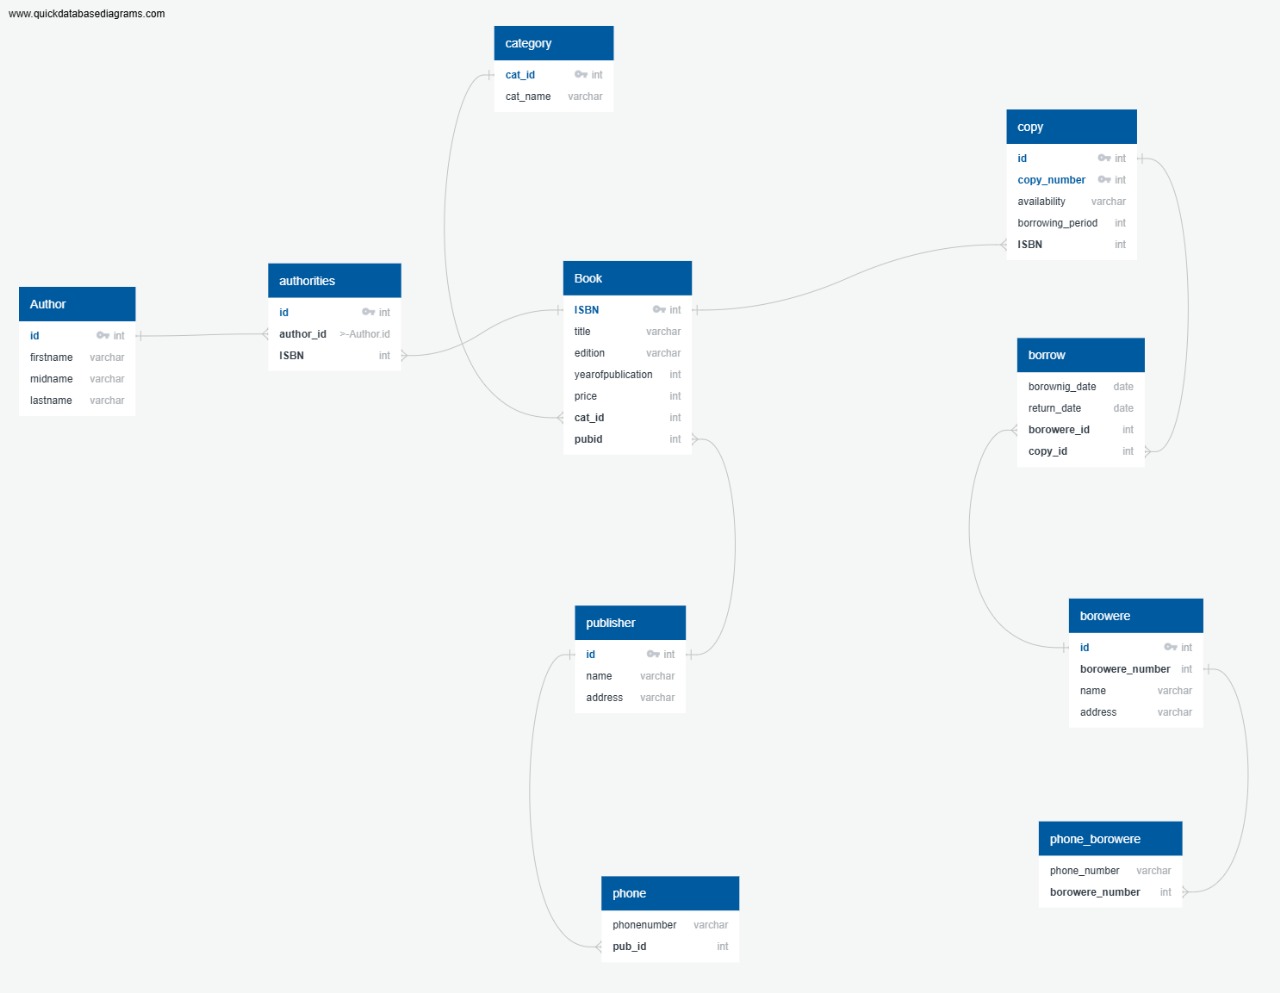 www.quickdatabasediagrams.com
category
cat_id int
cat_name varchar
copy
id int
copy_number int
availability varchar
borrowing_period int
ISBN int
Author
id int
firstname varchar
midname varchar
lastname varchar
authorities
id int
author_id >-Author.id
ISBN int
Book
ISBN int
title varchar
edition varchar
yearofpublication int
price int
cat_id int
pubid int
borrow
borownig_date date
return_date date
borowere_id int
copy_id int
publisher
id int
name varchar
address varchar
borowere
id int
borowere_number int
name varchar
address varchar
phone_borowere
phone_number varchar
borowere_number int
phone
phonenumber varchar
pub_id int